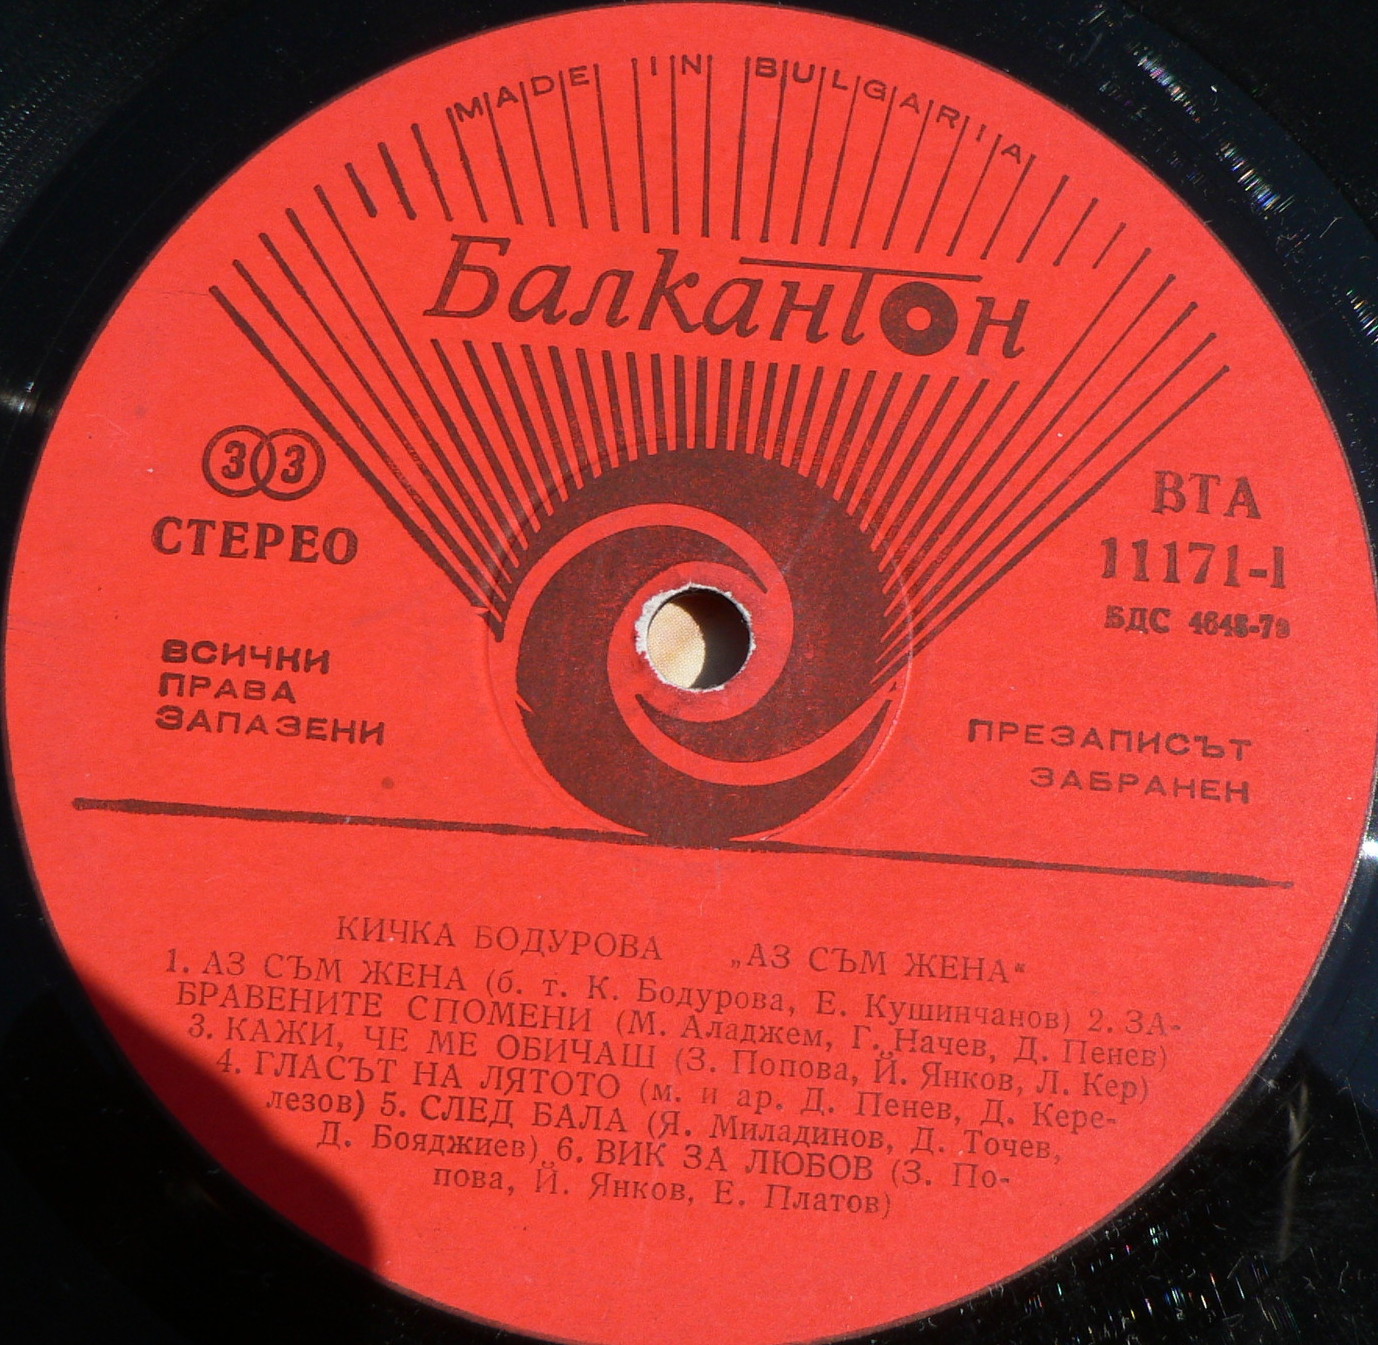 MADE IN BULGARIA
Балкантон
33
СТЕРЕО
ВТА
11171-1
БДС 4645-79
ВСИЧКИ
ПРАВА
ЗАПАЗЕНИ
ПРЕЗАПИСЪТ
ЗАБРАНЕН
КИЧКА БОДУРОВА „АЗ СЪМ ЖЕНА“
1. АЗ СЪМ ЖЕНА (б. т. К. Бодурова, Е. Кушинчанов) 2. ЗА-
БРАВЕНИТЕ СПОМЕНИ (М. Аладжем, Г. Начев, Д. Пенев)
3. КАЖИ, ЧЕ МЕ ОБИЧАШ (З. Попова, Й. Янков, Л. Кер)
4. ГЛАСЪТ НА ЛЯТОТО (м. и ар. Д. Пенев, Д. Кере-
лезов) 5. СЛЕД БАЛА (Я. Миладинов, Д. Точев,
Д. Бояджиев) 6. ВИК ЗА ЛЮБОВ (З. По-
пова, Й. Янков, Е. Платов)